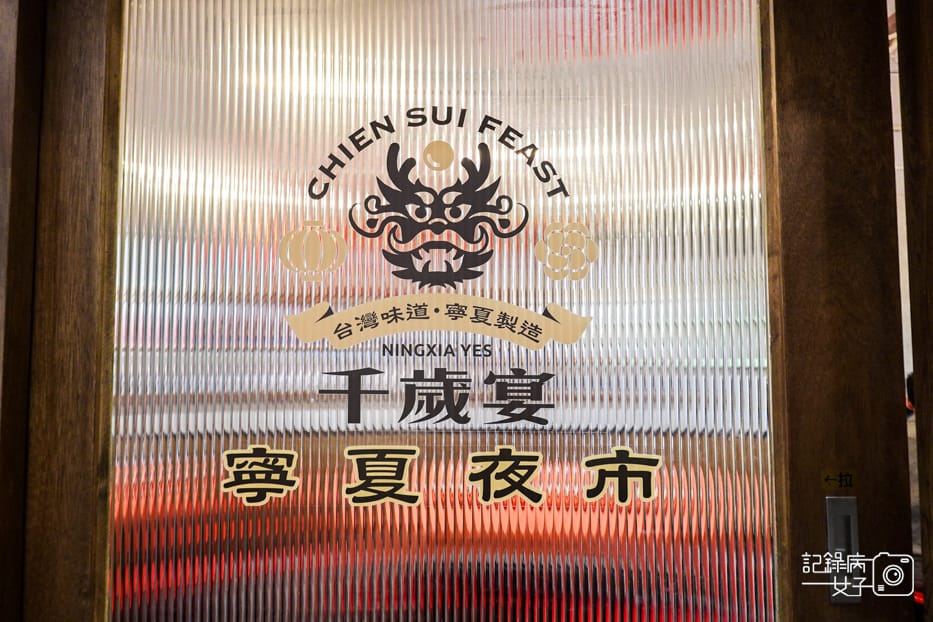 CHIEN SUI FEAST
台灣味道·寧夏製造
NINGXIA YES
千歲宴
寧夏夜市
←拉
記錄病
女子